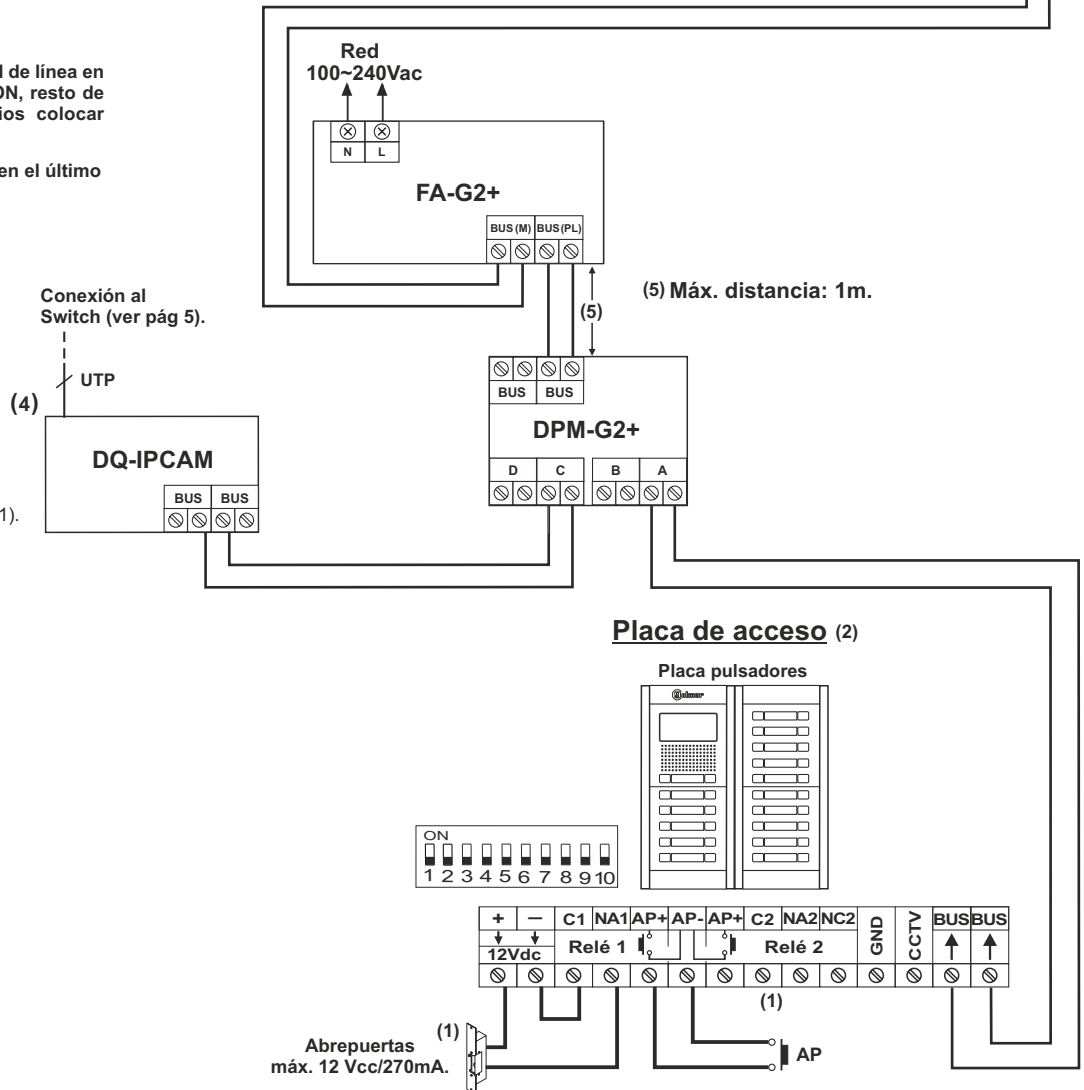 l de línea en
ON, resto de
ios colocar
en el último
Red
100~240Vac
N L
FA-G2+
BUS (M) BUS (PL)
(5) Máx. distancia: 1m.
(5)
Conexión al
Switch (ver pág 5).
UTP
(4)
DQ-IPCAM
BUS BUS
1).
BUS BUS
DPM-G2+
D C B A
Placa de acceso (2)
Placa pulsadores
Golmar
ON
1 2 3 4 5 6 7 8 9 10
+ − C1 NA1 AP+ AP- AP+ C2 NA2 NC2 GND CCTV BUS BUS
12Vdc Relé 1 Relé 2
(1)
(1)
Abrepuertas
máx. 12 Vcc/270mA.
AP